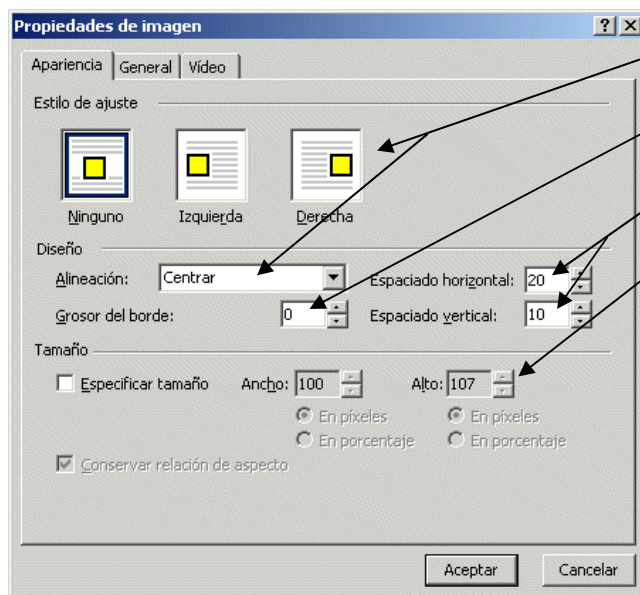 Propiedades de imagen
Apariencia General Vídeo
Estilo de ajuste
Ninguno Izquierda Derecha
Diseño
Alineación: Centrar Espaciado horizontal: 20
Grosor del borde: 0 Espaciado vertical: 10
Tamaño
Especificar tamaño Ancho: 100 Alto: 107
En píxeles En píxeles
En porcentaje En porcentaje
Conservar relación de aspecto
Aceptar Cancelar